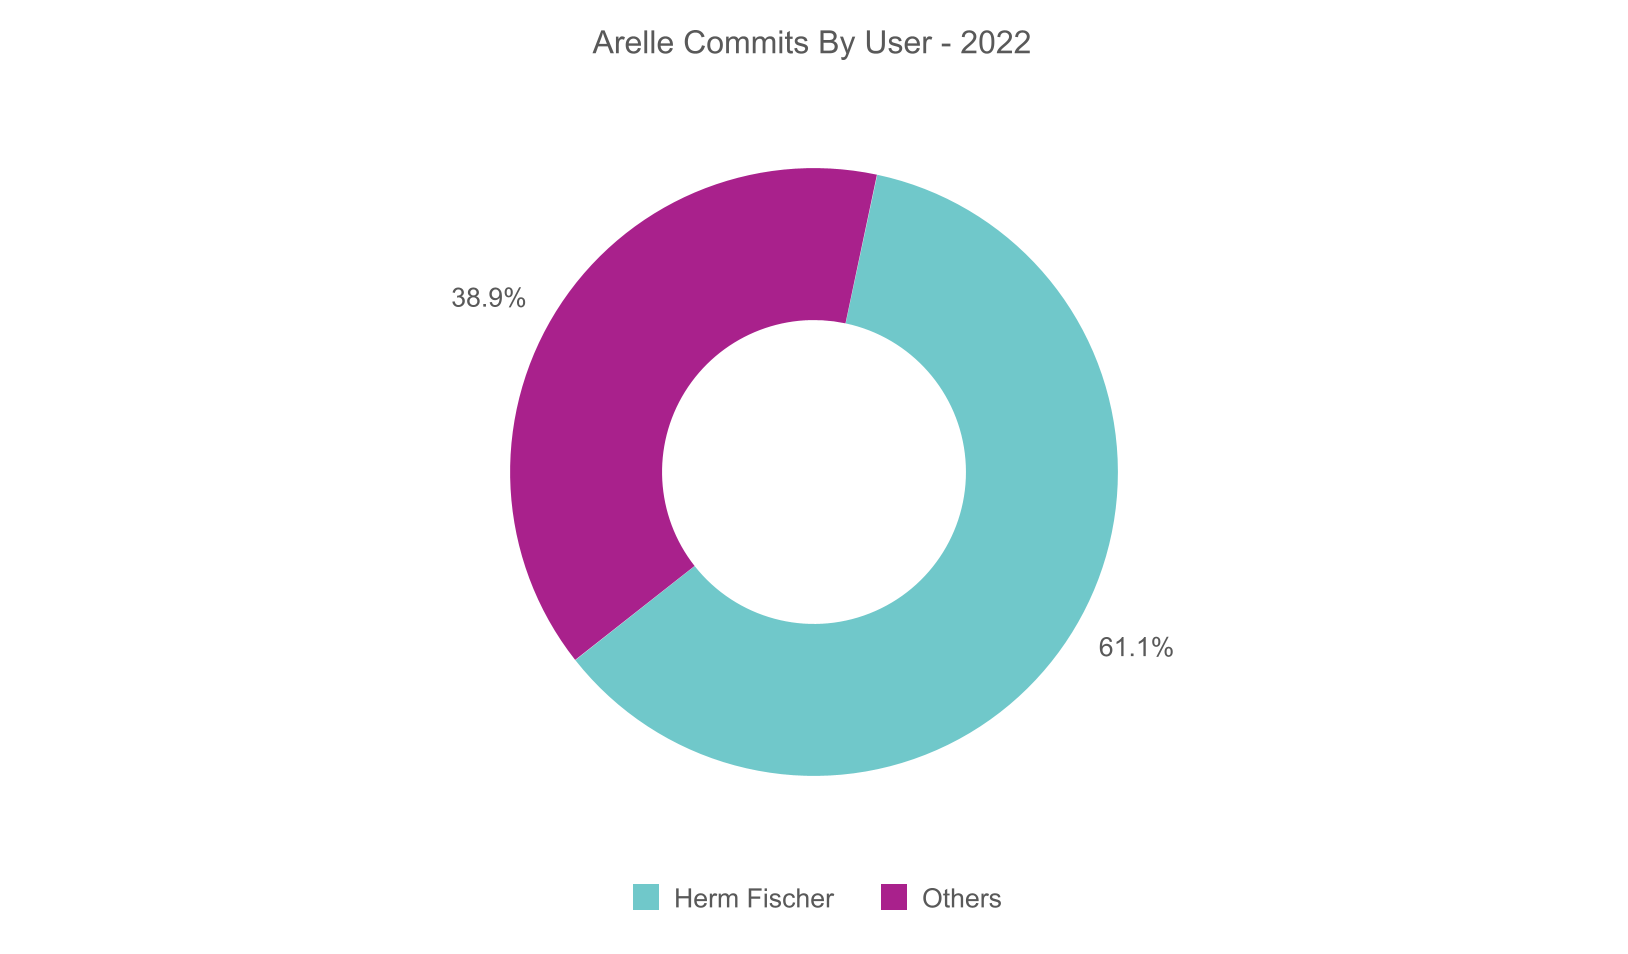 Arelle Commits By User - 2022
38.9%
61.1%
Herm Fischer
Others